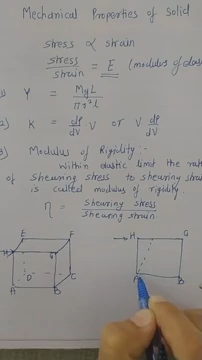 Mechanical Properties of Solid
stress ∝ strain
stress/strain = E (modulus of elas
1) Y = MgL/πr²l
2) K = dP/dV V or V dP/dV
3) Modulus of Rigidity:-
Within elastic limit the rati
of shearing stress to shearing strai
is called modulus of rigidity
η = Shearing stress/Shearing strain
E F
H G
D C
A B
H G
A B